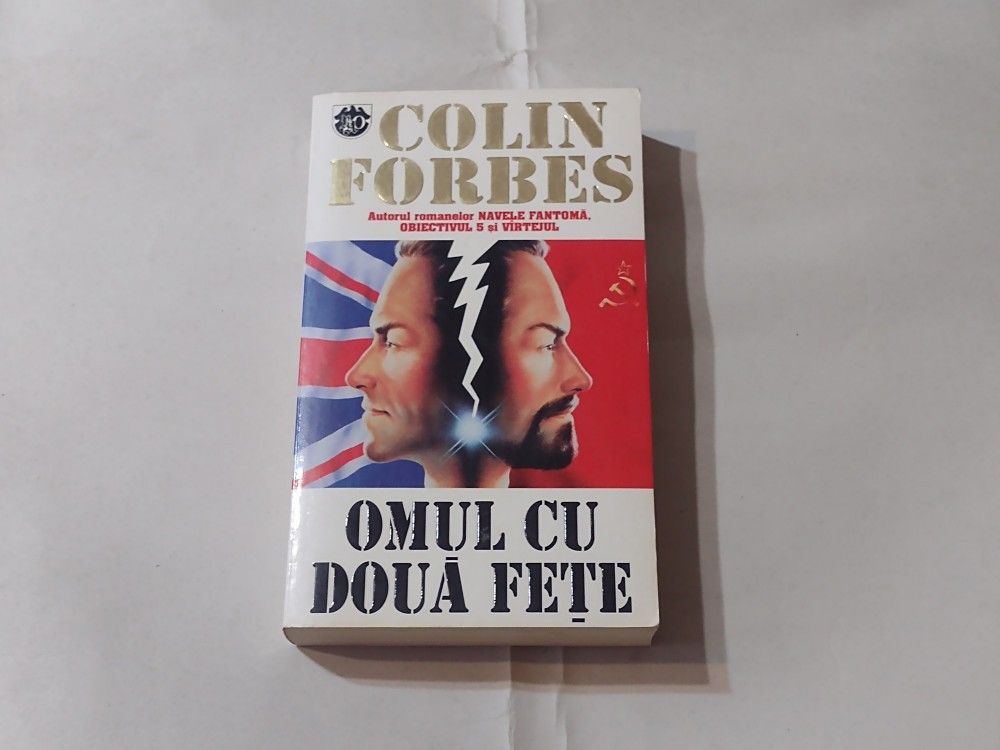 COLIN
FORBES
Autorul romanelor NAVELE FANTOMĂ,
OBIECTIVUL 5 și VÎRTEJUL
OMUL CU
DOUĂ FEȚE